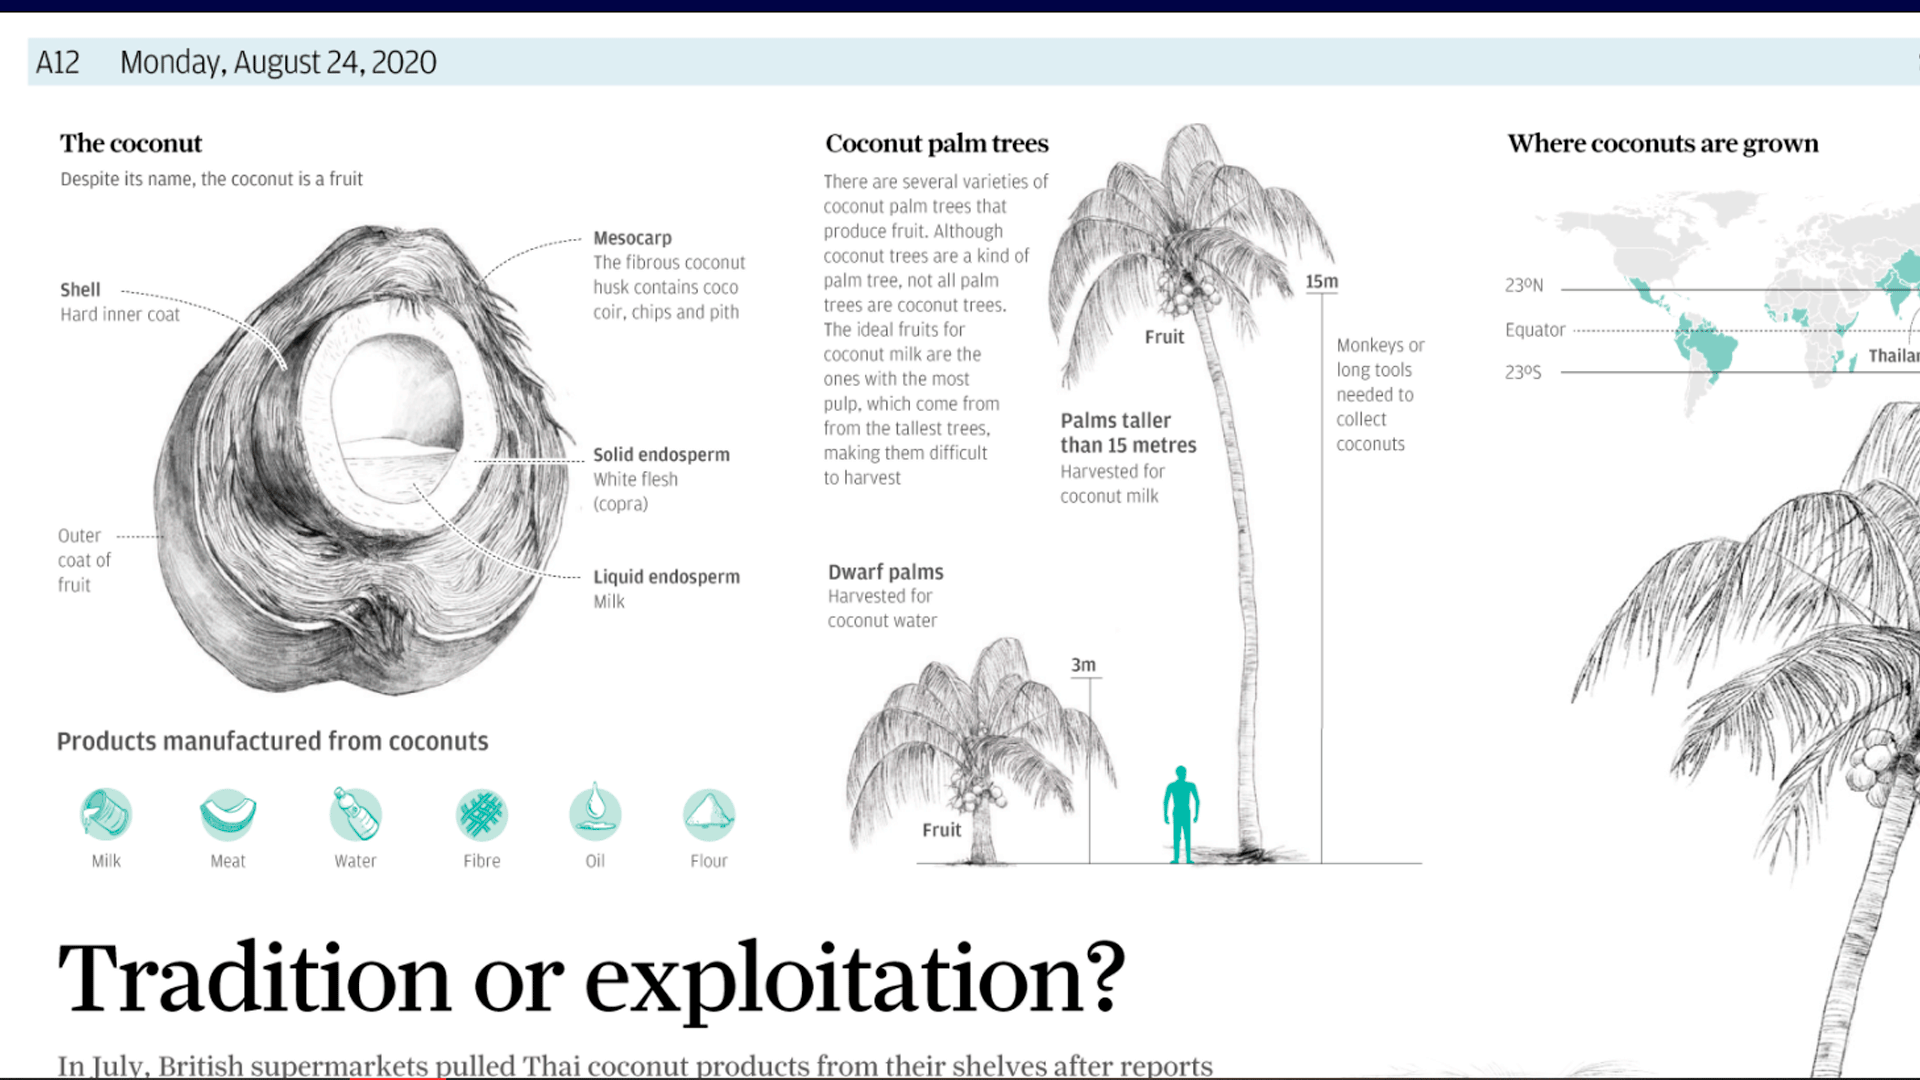 A12 Monday, August 24, 2020
The coconut
Despite its name, the coconut is a fruit
Shell
Hard inner coat
Outer
coat of
fruit
Mesocarp
The fibrous coconut
husk contains coco
coir, chips and pith
Solid endosperm
White flesh
(copra)
Liquid endosperm
Milk
Products manufactured from coconuts
Milk
Meat
Water
Fibre
Oil
Flour
Coconut palm trees
There are several varieties of
coconut palm trees that
produce fruit. Although
coconut trees are a kind of
palm tree, not all palm
trees are coconut trees.
The ideal fruits for
coconut milk are the
ones with the most
pulp, which come from
from the tallest trees,
making them difficult
to harvest
Fruit
15m
Monkeys or
long tools
needed to
collect
coconuts
Palms taller
than 15 metres
Harvested for
coconut milk
Dwarf palms
Harvested for
coconut water
3m
Fruit
Where coconuts are grown
23ºN
Equator
23ºS
Tradition or exploitation?
In July, British supermarkets pulled Thai coconut products from their shelves after reports